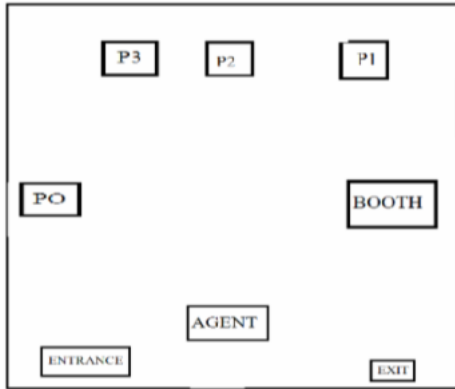 P3
P2
P1
PO
BOOTH
AGENT
ENTRANCE
EXIT